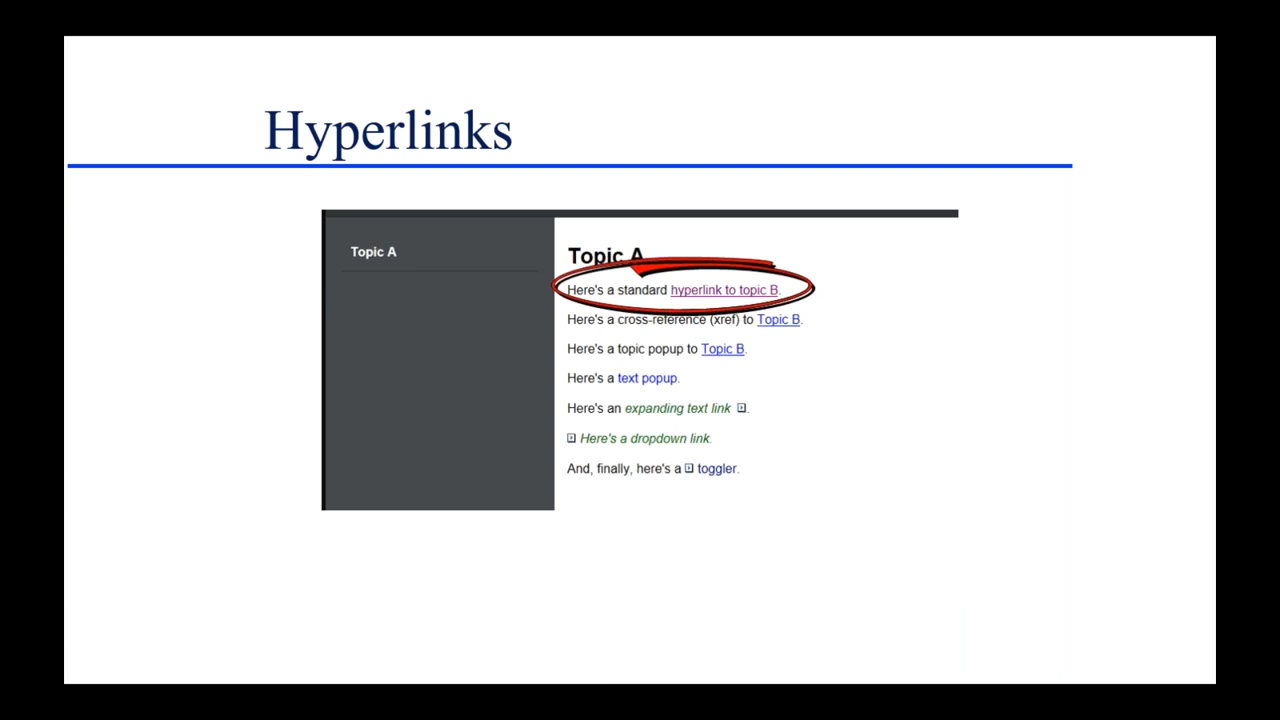 Hyperlinks
Topic A
Topic A
Here's a standard hyperlink to topic B.
Here's a cross-reference (xref) to Topic B.
Here's a topic popup to Topic B.
Here's a text popup.
Here's an expanding text link.
Here's a dropdown link.
And, finally, here's a toggler.